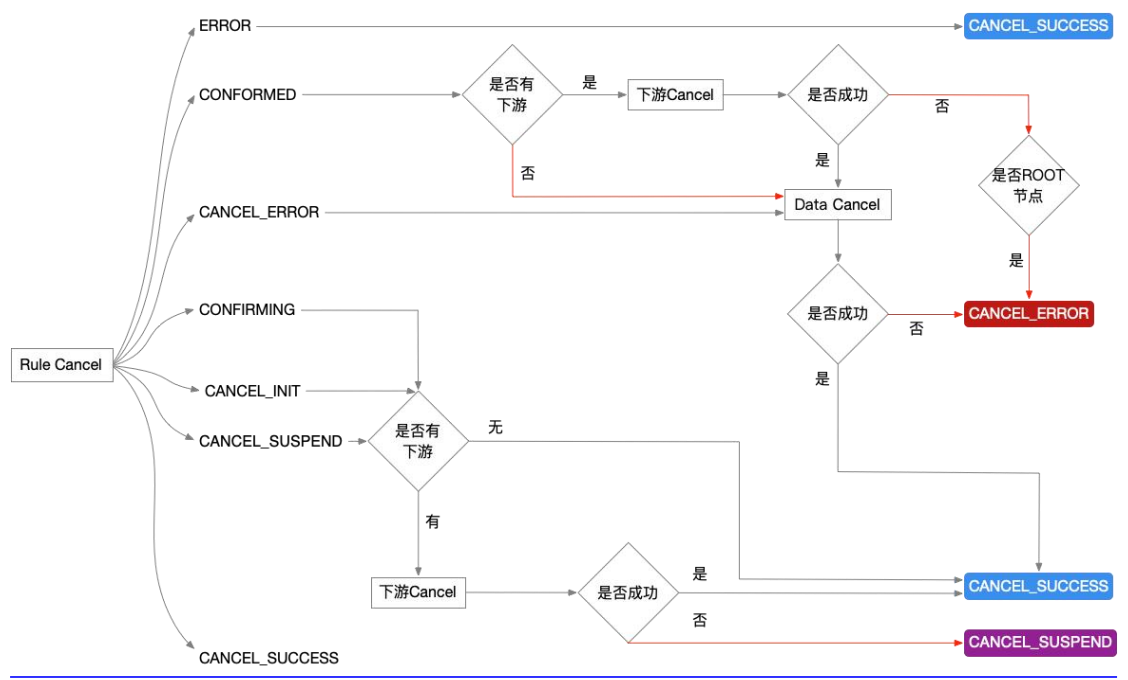 ERROR
CANCEL_SUCCESS
CONFORMED
是否有
下游
是
下游Cancel
是否成功
否
否
是
是否ROOT
节点
CANCEL_ERROR
Data Cancel
是
CONFIRMING
是否成功
否
CANCEL_ERROR
Rule Cancel
是
CANCEL_INIT
CANCEL_SUSPEND
是否有
下游
无
有
下游Cancel
是否成功
是
CANCEL_SUCCESS
否
CANCEL_SUSPEND
CANCEL_SUCCESS